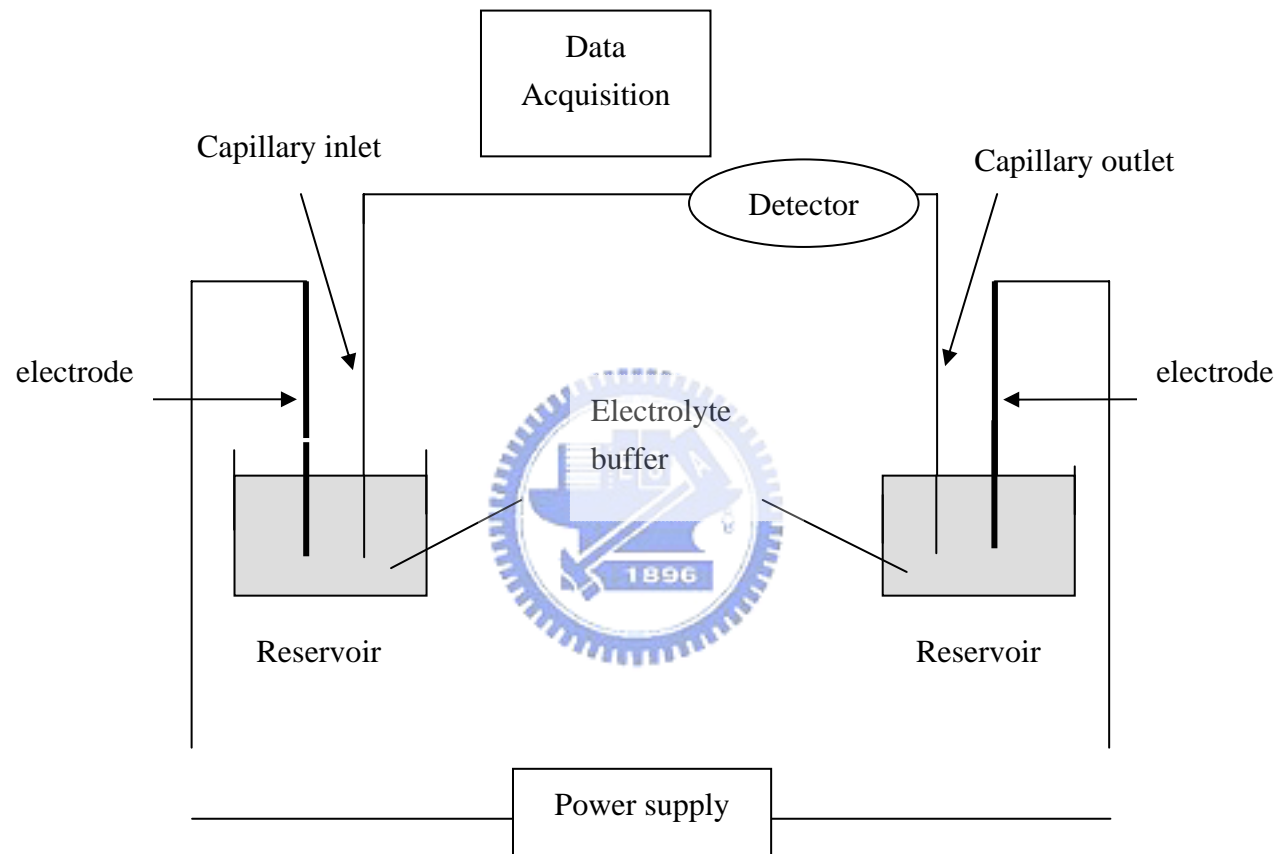 Data
Acquisition
Capillary inlet
Capillary outlet
Detector
electrode
electrode
Electrolyte
buffer
1896
Reservoir
Reservoir
Power supply